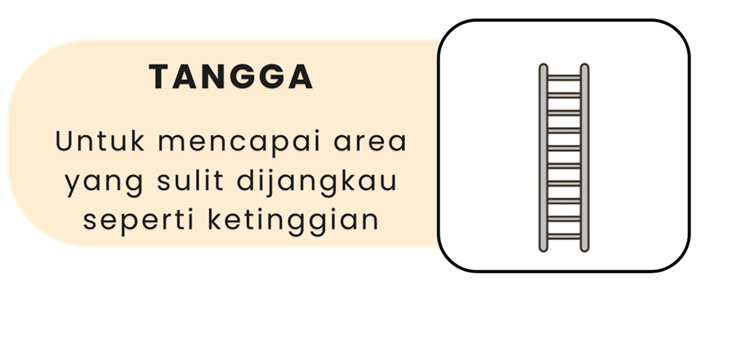 TANGGA
Untuk mencapai area
yang sulit dijangkau
seperti ketinggian